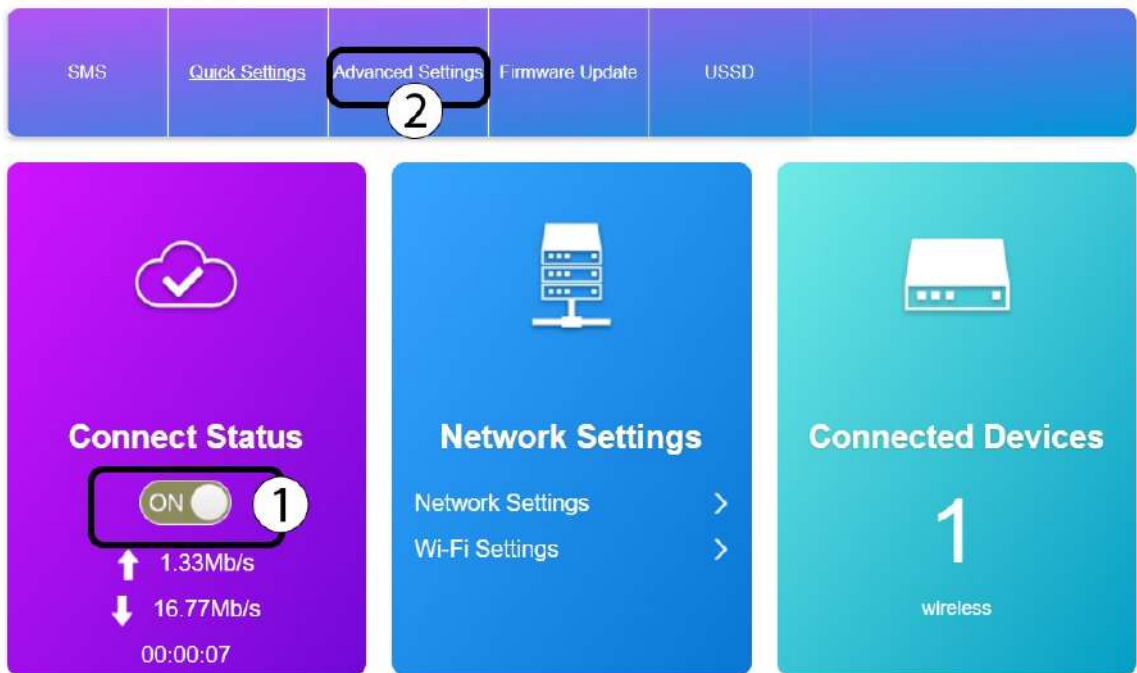 SMS
Quick Settings
Advanced Settings
Firmware Update
USSD
2
Connect Status
ON
1
1.33Mb/s
16.77Mb/s
00:00:07
Network Settings
Network Settings
Wi-Fi Settings
Connected Devices
1
wireless